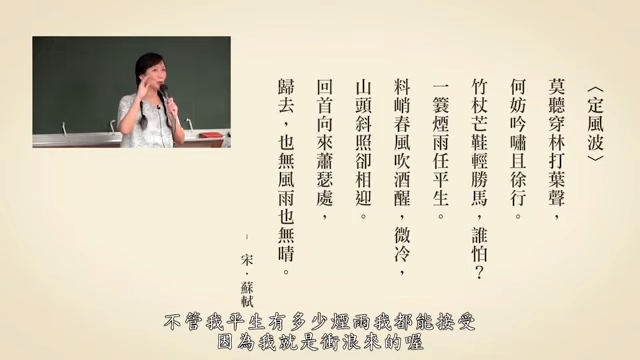 〈定風波〉
莫聽穿林打葉聲，
何妨吟嘯且徐行。
竹杖芒鞋輕勝馬，誰怕？
一簑煙雨任平生。
料峭春風吹酒醒，微冷，
山頭斜照卻相迎。
回首向來蕭瑟處，
歸去，也無風雨也無晴。
- 宋．蘇軾
不管我平生有多少煙雨我都能接受
因為我就是衝浪來的喔